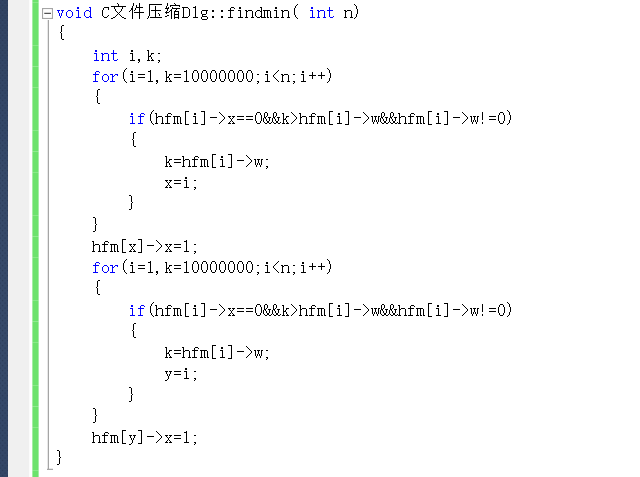 void C文件压缩Dlg::findmin( int n)
{
int i,k;
for(i=1,k=10000000;i<n;i++)
{
if(hfm[i]->x==0&&k>hfm[i]->w&&hfm[i]->w!=0)
{
k=hfm[i]->w;
x=i;
}
}
hfm[x]->x=1;
for(i=1,k=10000000;i<n;i++)
{
if(hfm[i]->x==0&&k>hfm[i]->w&&hfm[i]->w!=0)
{
k=hfm[i]->w;
y=i;
}
}
hfm[y]->x=1;
}